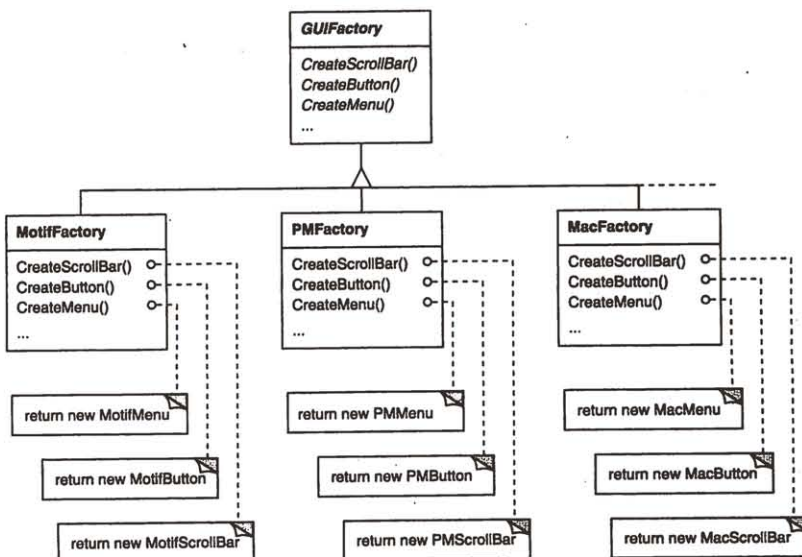 GUIFactory
CreateScrollBar()
CreateButton()
CreateMenu()
...
MotifFactory
CreateScrollBar()
CreateButton()
CreateMenu()
...
PMFactory
CreateScrollBar()
CreateButton()
CreateMenu()
...
MacFactory
CreateScrollBar()
CreateButton()
CreateMenu()
...
return new MotifMenu
return new PMMenu
return new MacMenu
return new MotifButton
return new PMButton
return new MacButton
return new MotifScrollBar
return new PMScrollBar
return new MacScrollBar